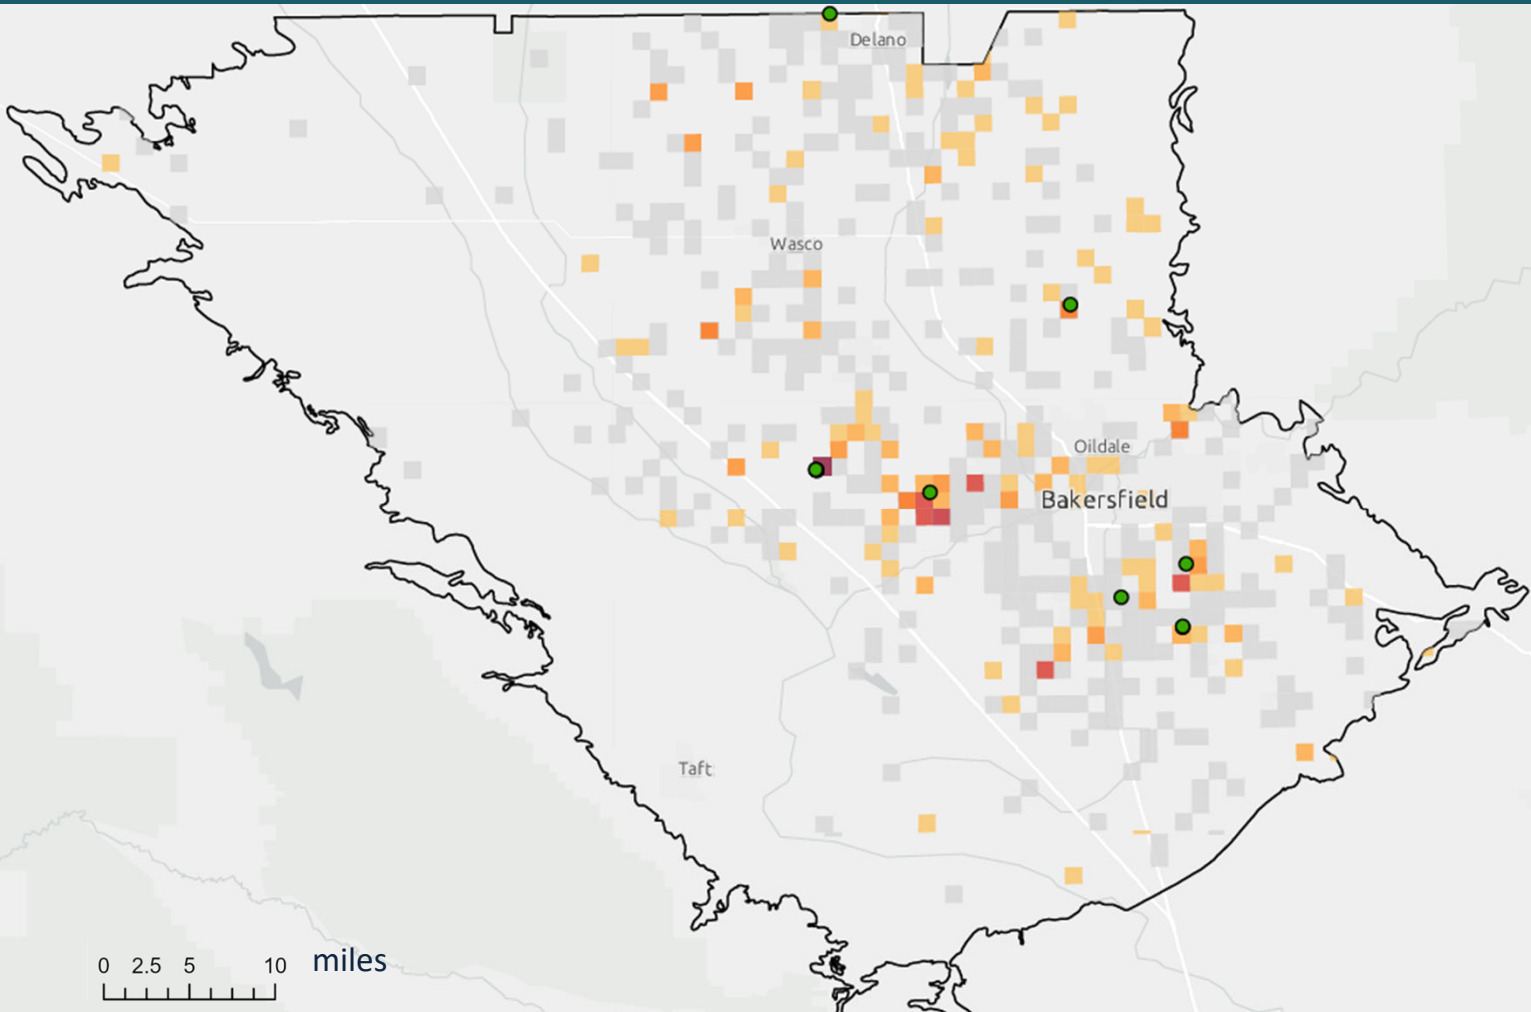 Delano
Wasco
Oildale
Bakersfield
Taft
0 2.5 5 10 miles